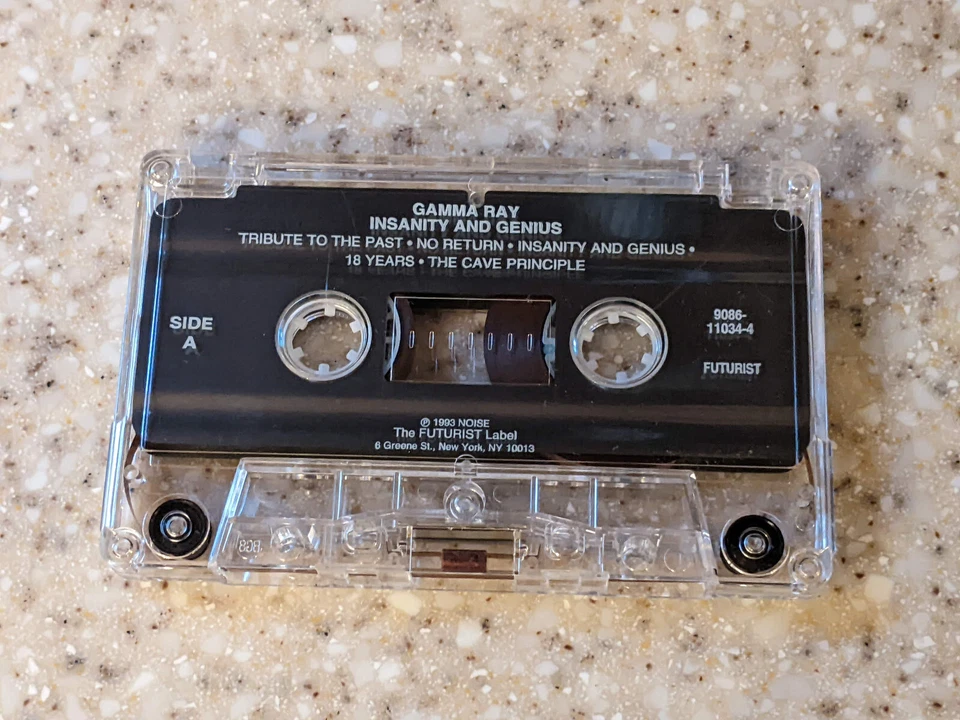 GAMMA RAY
INSANITY AND GENIUS
TRIBUTE TO THE PAST • NO RETURN • INSANITY AND GENIUS •
18 YEARS • THE CAVE PRINCIPLE
SIDE
A
9086-
11034-4
FUTURIST
℗ 1993 NOISE
The FUTURIST Label
6 Greene St., New York, NY 10013